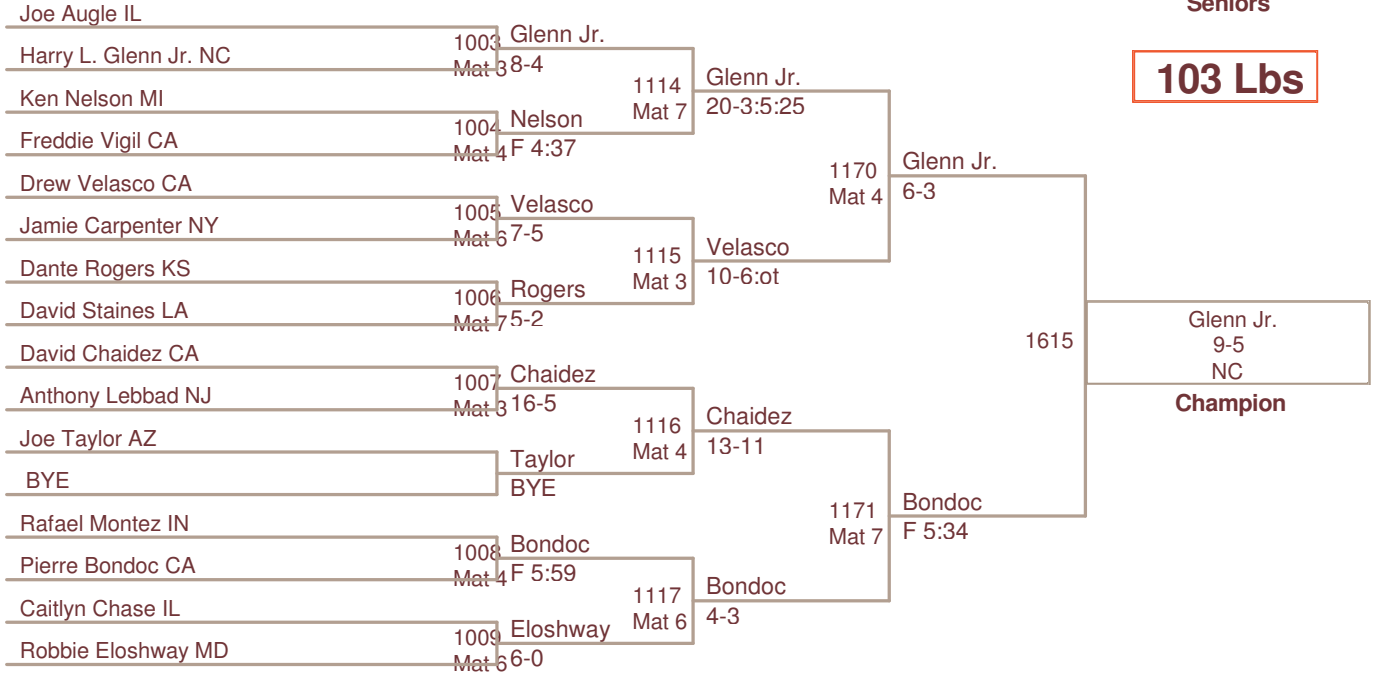 Seniors
103 Lbs
Joe Augle IL
Harry L. Glenn Jr. NC
Ken Nelson MI
Freddie Vigil CA
Drew Velasco CA
Jamie Carpenter NY
Dante Rogers KS
David Staines LA
David Chaidez CA
Anthony Lebbad NJ
Joe Taylor AZ
BYE
Rafael Montez IN
Pierre Bondoc CA
Caitlyn Chase IL
Robbie Eloshway MD
1003
Mat 3
Glenn Jr.
8-4
1004
Mat 4
Nelson
F 4:37
1005
Mat 6
Velasco
7-5
1006
Mat 7
Rogers
5-2
1007
Mat 3
Chaidez
16-5
Taylor
BYE
1008
Mat 4
Bondoc
F 5:59
1009
Mat 6
Eloshway
6-0
1114
Mat 7
Glenn Jr.
20-3:5:25
1115
Mat 3
Velasco
10-6:ot
1116
Mat 4
Chaidez
13-11
1117
Mat 6
Bondoc
4-3
1170
Mat 4
Glenn Jr.
6-3
1171
Mat 7
Bondoc
F 5:34
1615
Glenn Jr.
9-5
NC
Champion